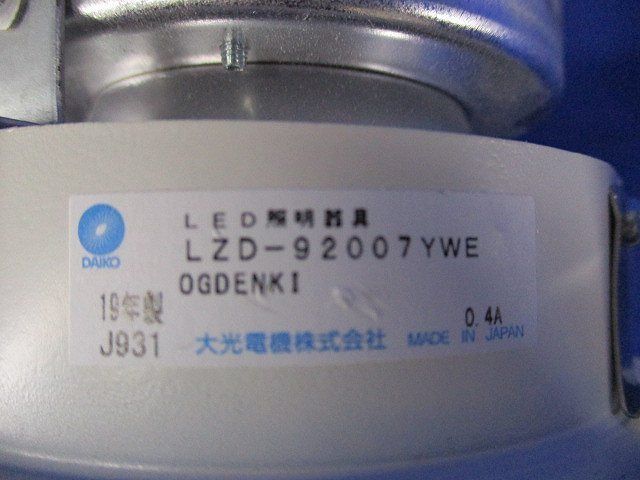 LED照明器具
DAIKO
LZD-92007YWE
OGDENKI
19年製
0.4A
J931
大光電機株式会社
MADE IN JAPAN